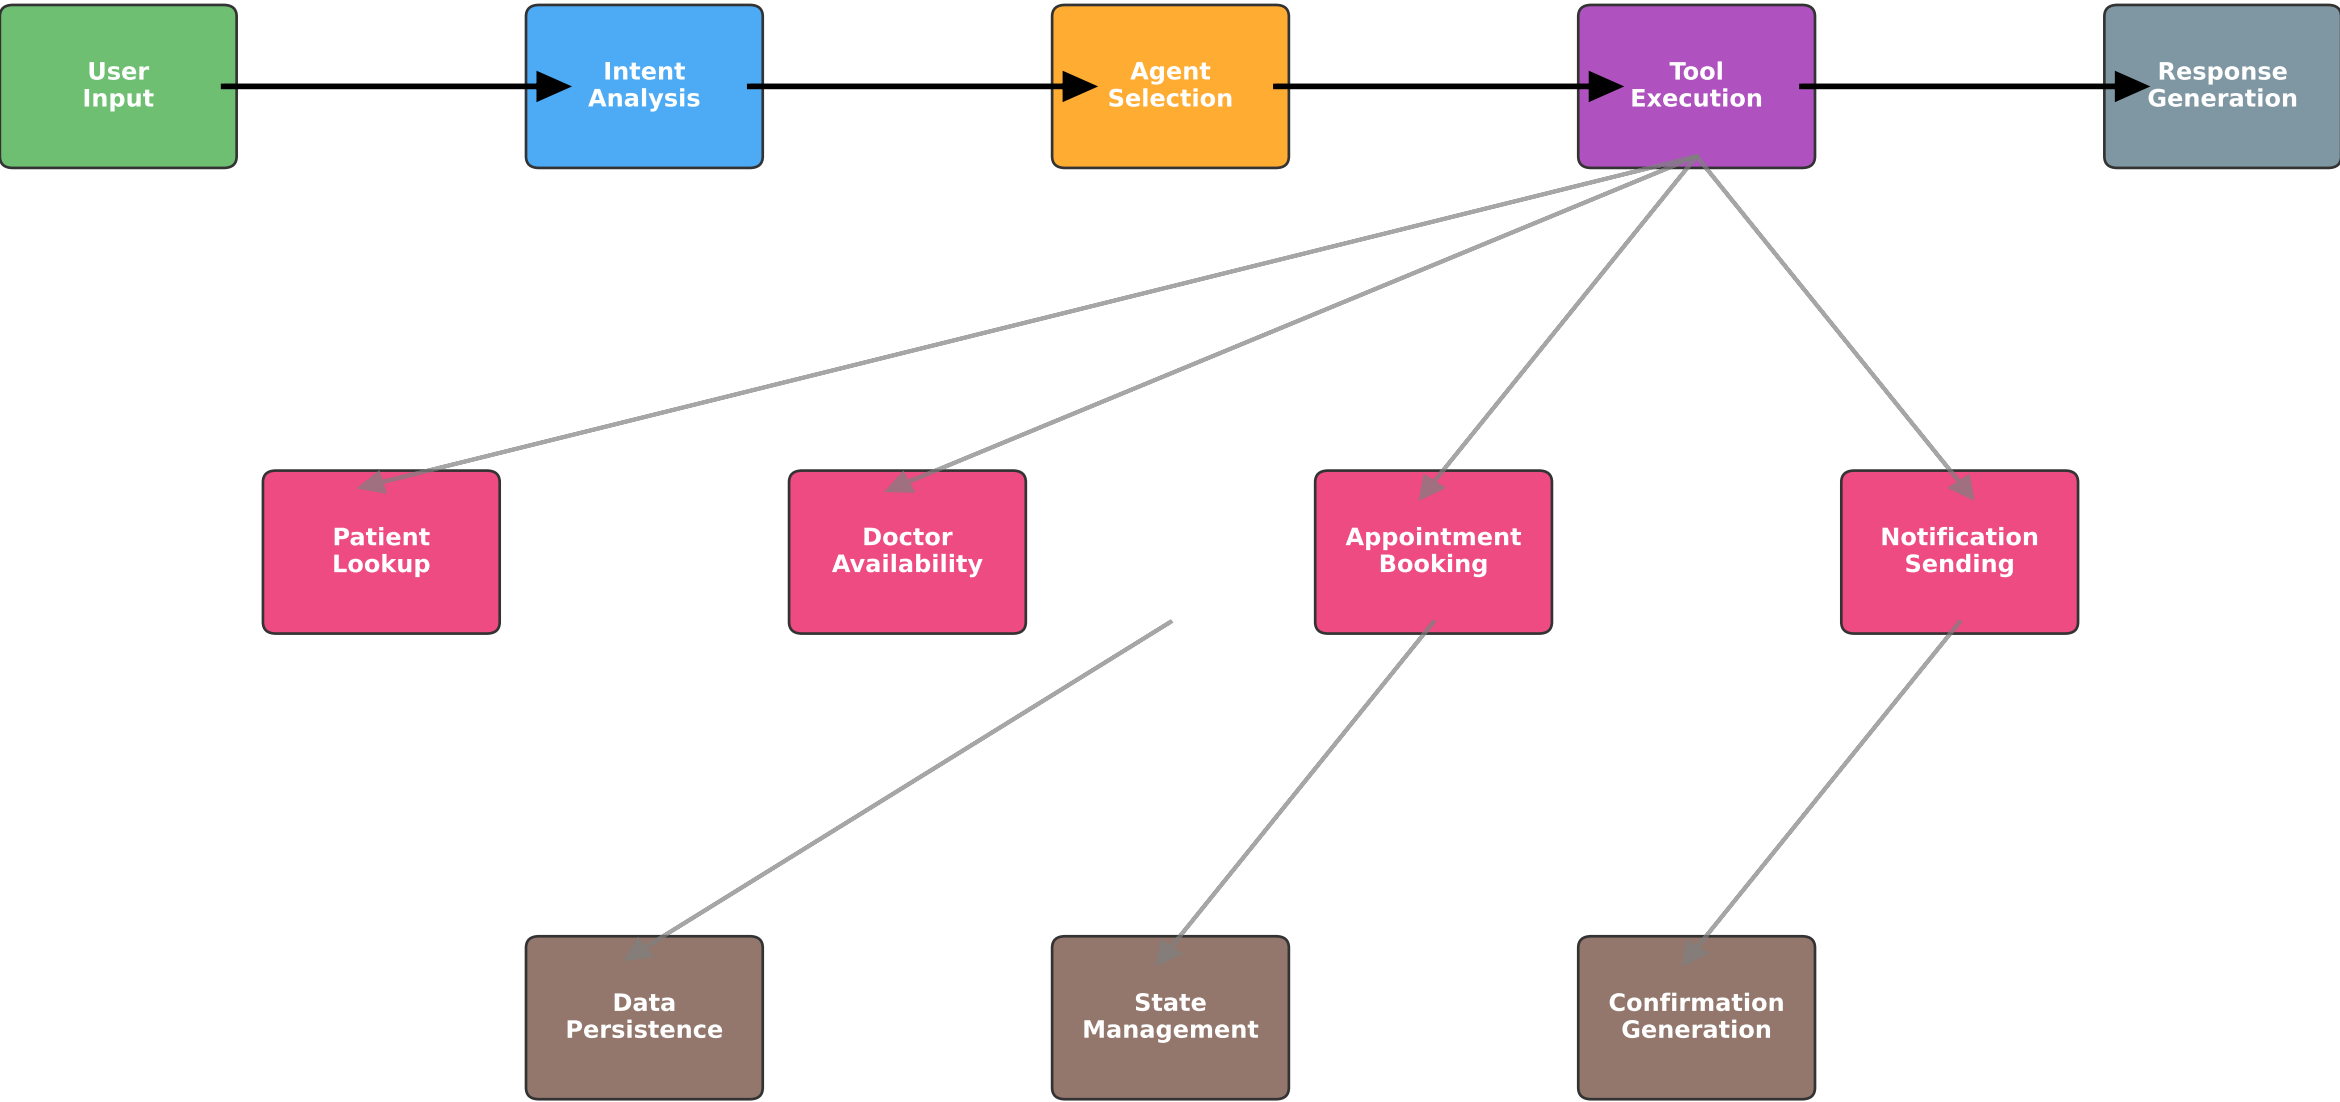 User
Input
Intent
Analysis
Agent
Selection
Tool
Execution
Response
Generation
Patient
Lookup
Doctor
Availability
Appointment
Booking
Notification
Sending
Data
Persistence
State
Management
Confirmation
Generation